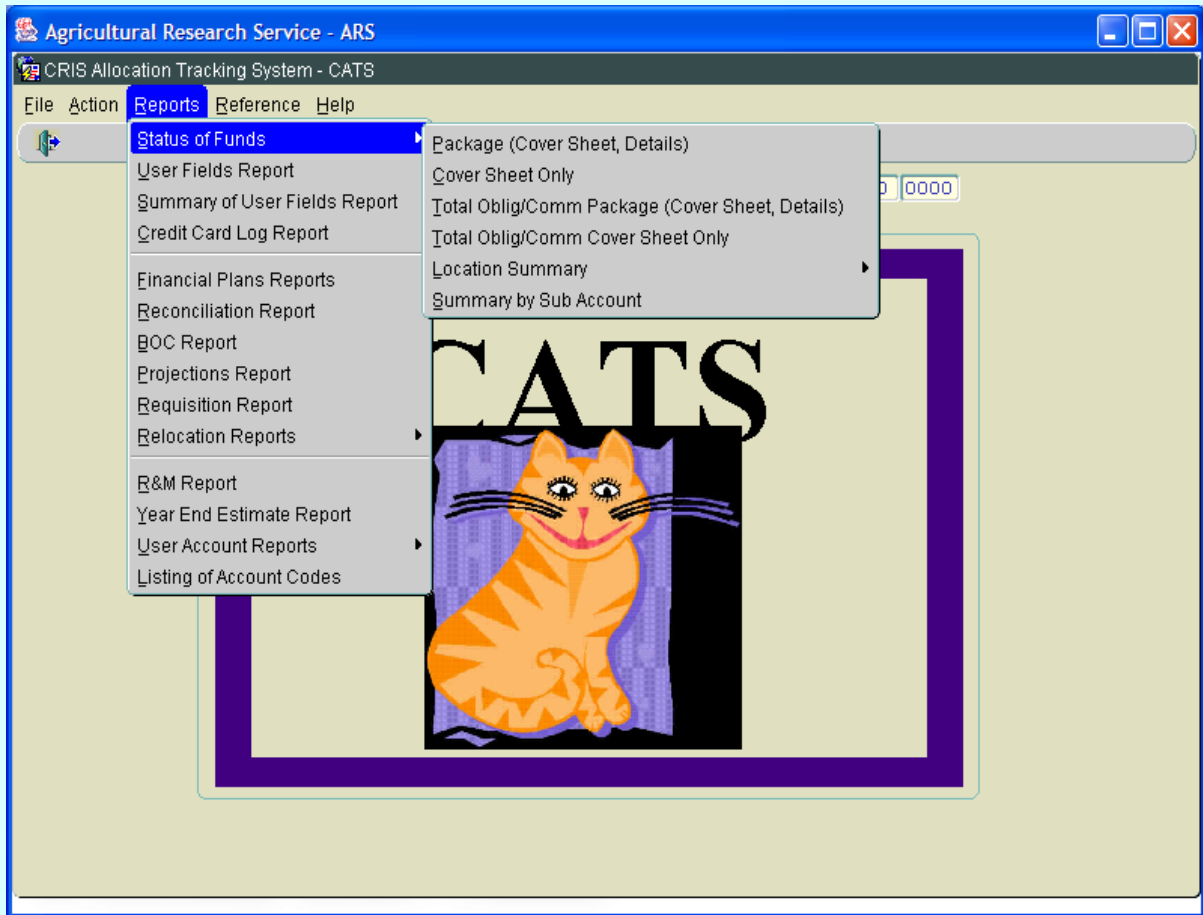 Agricultural Research Service - ARS
CRIS Allocation Tracking System - CATS
File Action Reports Reference Help
Status of Funds
User Fields Report
Summary of User Fields Report
Credit Card Log Report
Financial Plans Reports
Reconciliation Report
BOC Report
Projections Report
Requisition Report
Relocation Reports
R&M Report
Year End Estimate Report
User Account Reports
Listing of Account Codes
Package (Cover Sheet, Details)
Cover Sheet Only
Total Oblig/Comm Package (Cover Sheet, Details)
Total Oblig/Comm Cover Sheet Only
Location Summary
Summary by Sub Account
0000
CATS